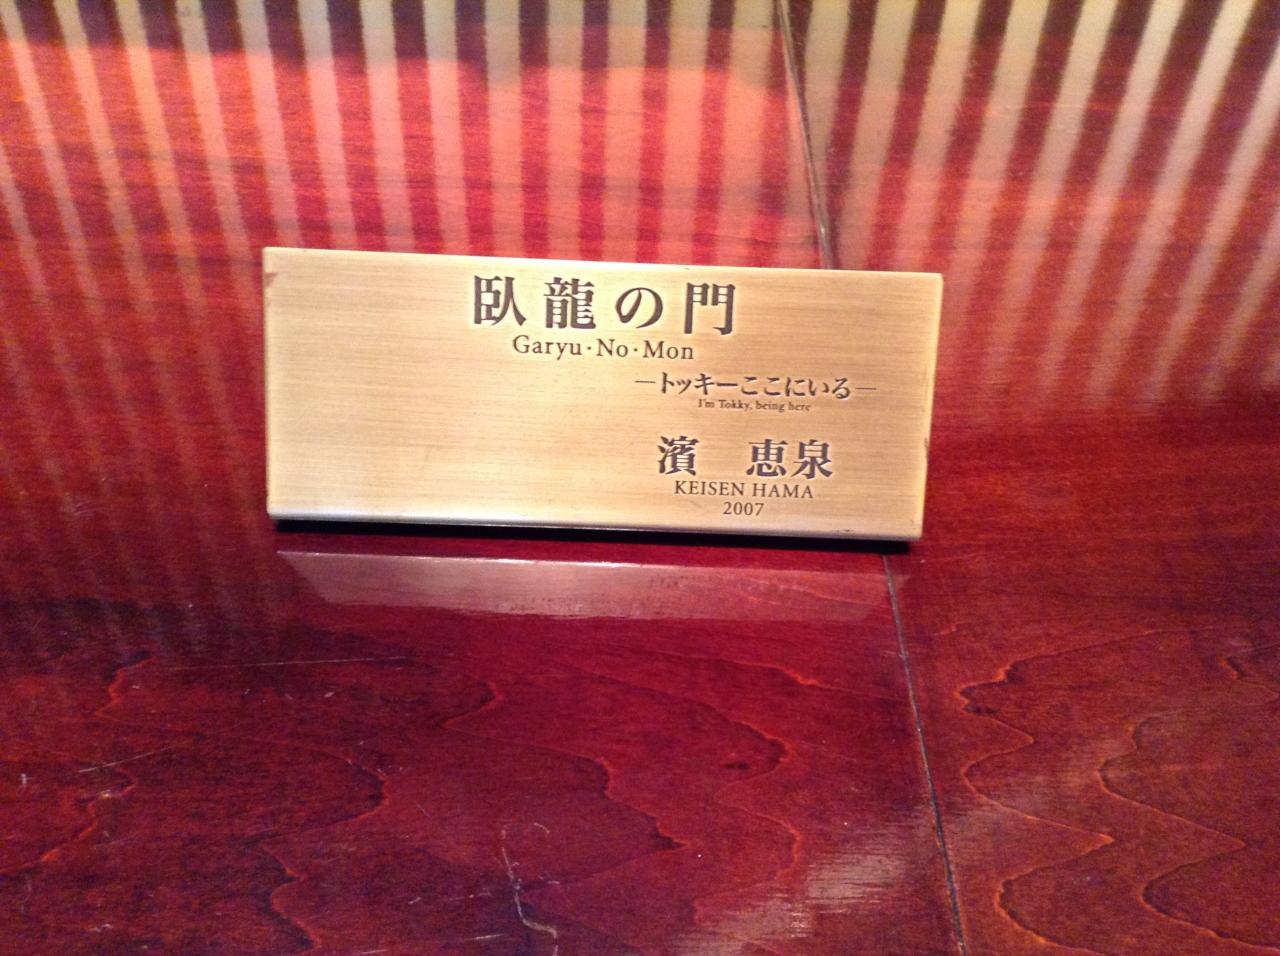 臥龍の門
Garyu·No·Mon
—トッキーここにいる—
I'm Tokky, being here
濱　恵泉
KEISEN HAMA
2007